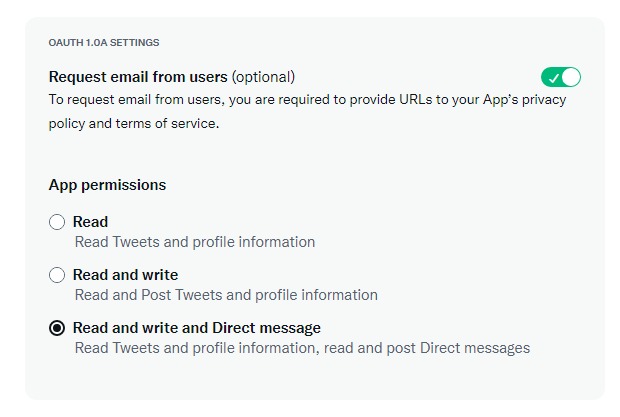 OAUTH 1.0A SETTINGS
Request email from users (optional)
To request email from users, you are required to provide URLs to your App's privacy
policy and terms of service.
App permissions
Read
Read Tweets and profile information
Read and write
Read and Post Tweets and profile information
Read and write and Direct message
Read Tweets and profile information, read and post Direct messages